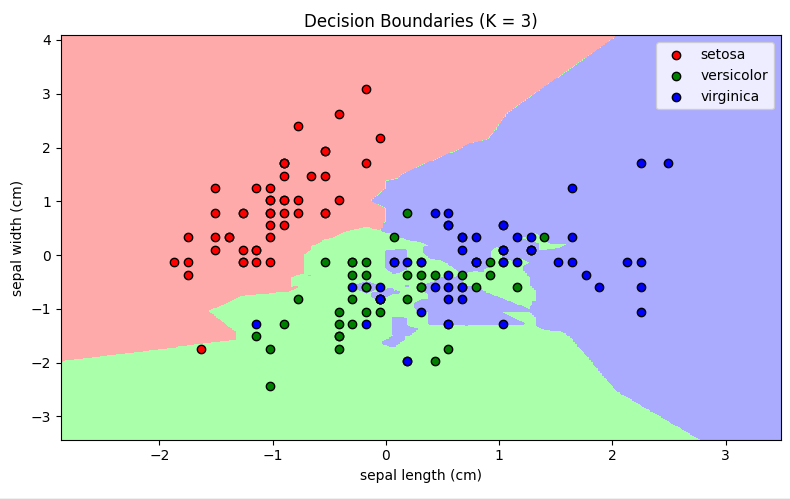 Decision Boundaries (K = 3)
setosa
versicolor
virginica
4
3
2
1
0
−1
−2
−3
sepal width (cm)
−2
−1
0
1
2
3
sepal length (cm)